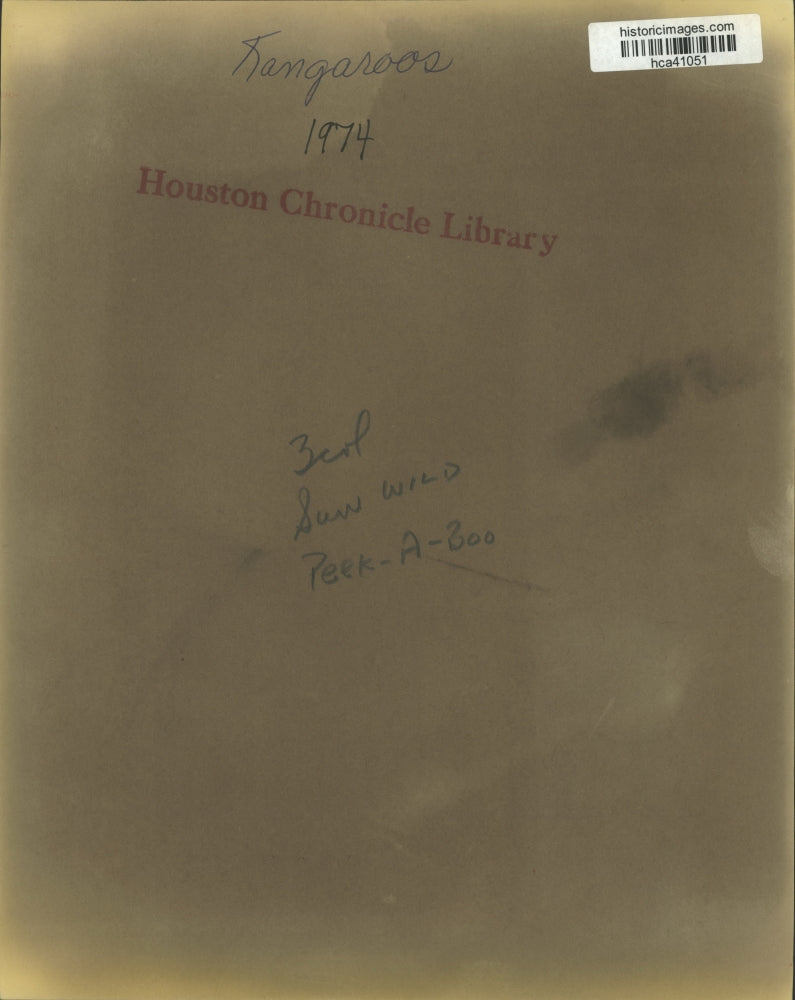 historicimages.com
hca41051
Kangaroos
1974
Houston Chronicle Library
3col
Sun WILD
Peek-A-Boo